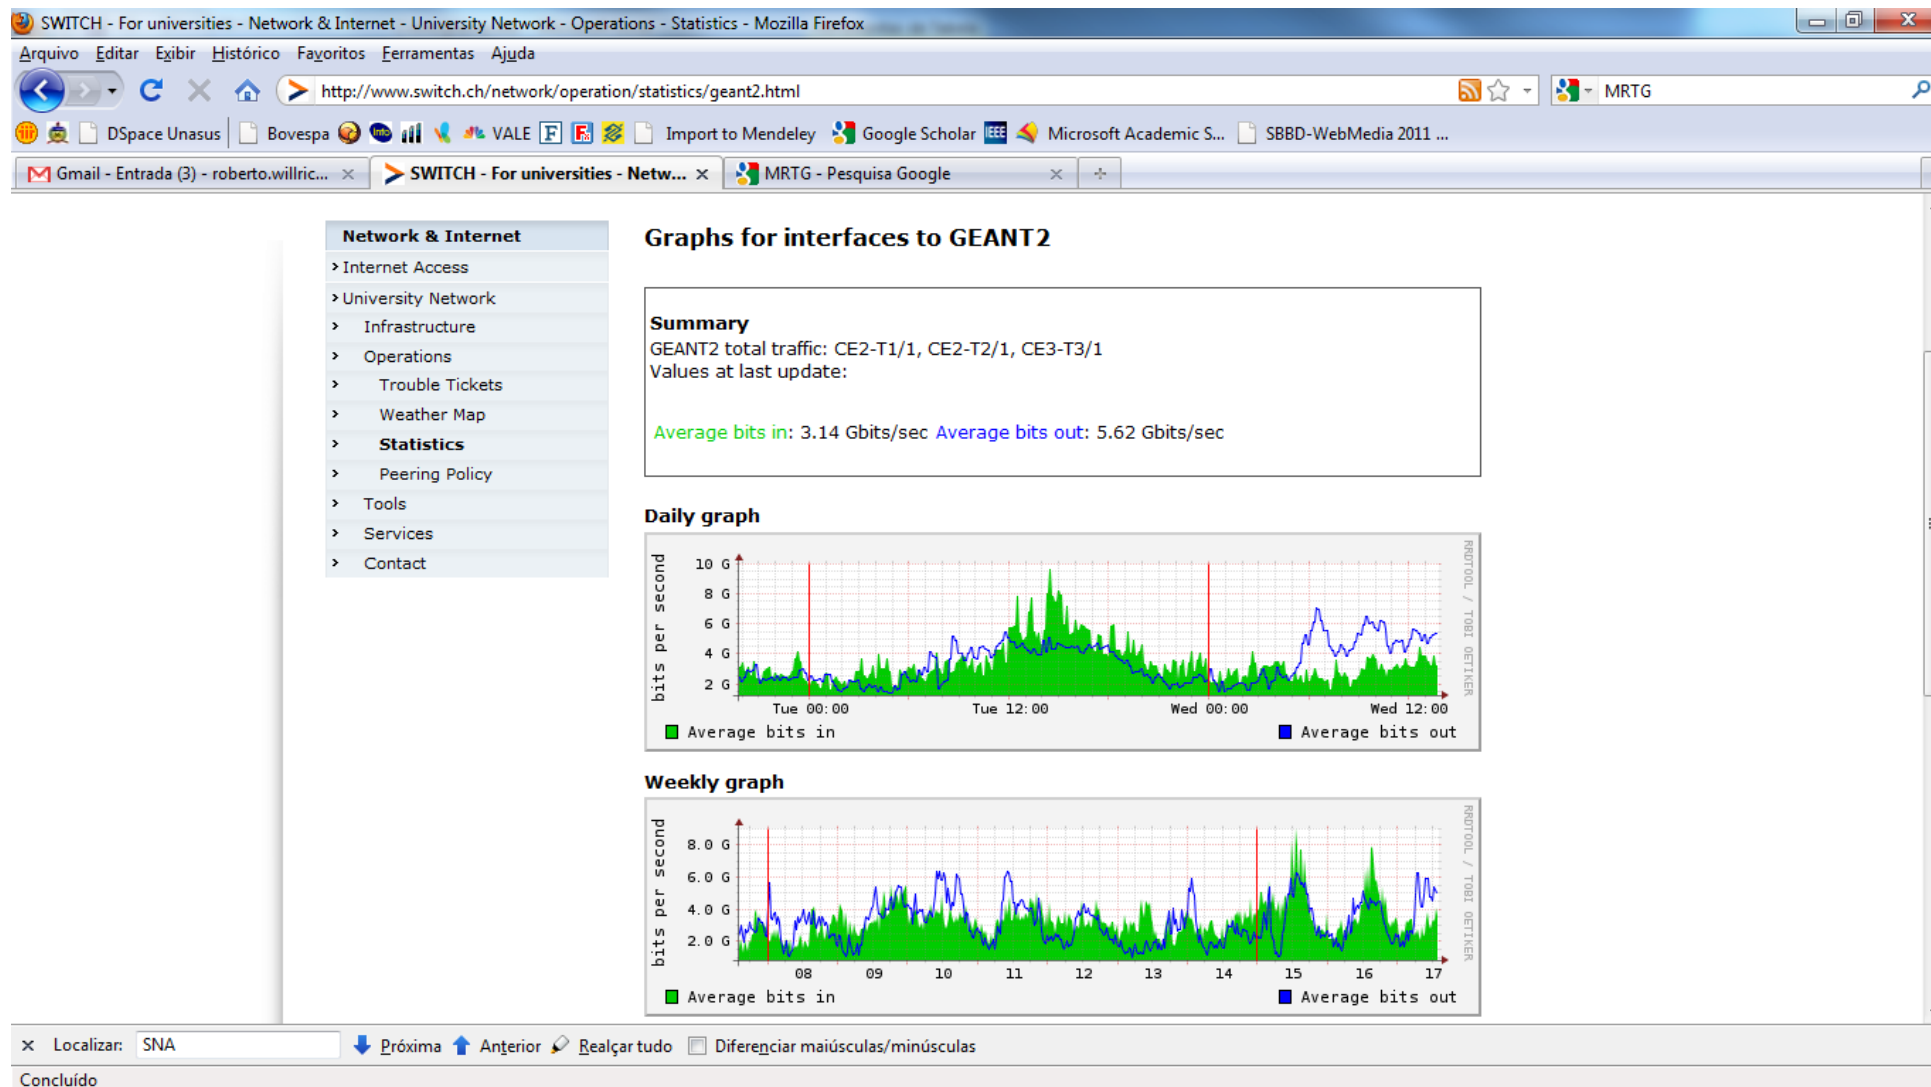 SWITCH - For universities - Network & Internet - University Network - Operations - Statistics - Mozilla Firefox
Arquivo Editar Exibir Histórico Favoritos Ferramentas Ajuda
http://www.switch.ch/network/operation/statistics/geant2.html
MRTG
DSpace Unasus Bovespa Into VALE F F IEEE Import to Mendeley Google Scholar IEEE Microsoft Academic S... SBBD-WebMedia 2011 ...
Gmail - Entrada (3) - roberto.willric... SWITCH - For universities - Netw... MRTG - Pesquisa Google
Network & Internet
Internet Access
University Network
Infrastructure
Operations
Trouble Tickets
Weather Map
Statistics
Peering Policy
Tools
Services
Contact
Graphs for interfaces to GEANT2
Summary
GEANT2 total traffic: CE2-T1/1, CE2-T2/1, CE3-T3/1
Values at last update:
Average bits in: 3.14 Gbits/sec Average bits out: 5.62 Gbits/sec
Daily graph
bits per second
10 G
8 G
6 G
4 G
2 G
Tue 00:00 Tue 12:00 Wed 00:00 Wed 12:00
Average bits in Average bits out
RRDTOOL / TOBI OETIKER
Weekly graph
bits per second
8.0 G
6.0 G
4.0 G
2.0 G
08 09 10 11 12 13 14 15 16 17
Average bits in Average bits out
RRDTOOL / TOBI OETIKER
Localizar: SNA Próxima Anterior Realçar tudo Diferenciar maiúsculas/minúsculas
Concluído